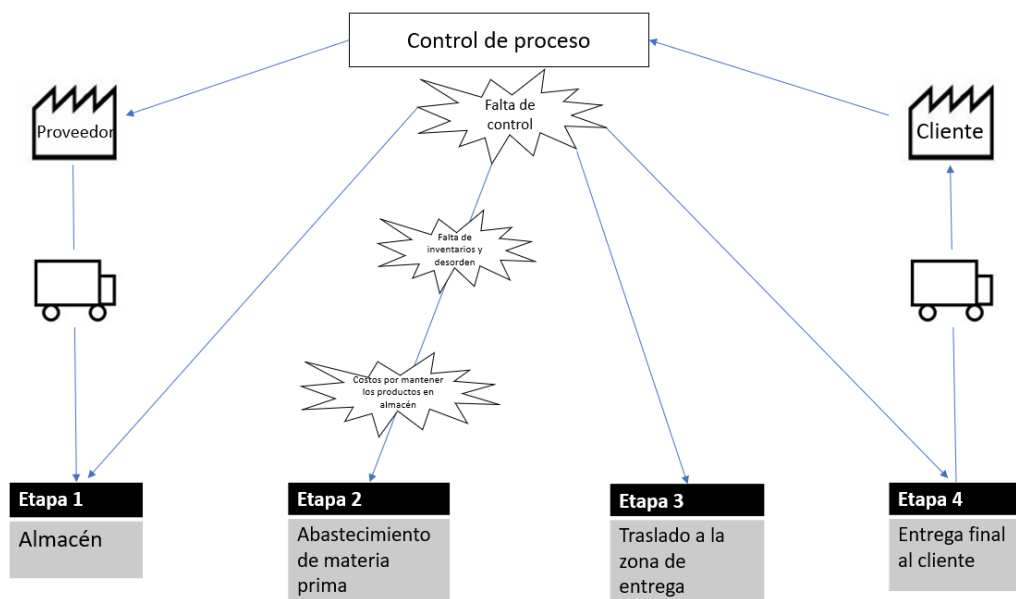 Control de proceso
Proveedor
Falta de
control
Cliente
Falta de
inventarios y
desorden
Costos por mantener
los productos en
almacén
Etapa 1
Almacén
Etapa 2
Abastecimiento
de materia
prima
Etapa 3
Traslado a la
zona de
entrega
Etapa 4
Entrega final
al cliente